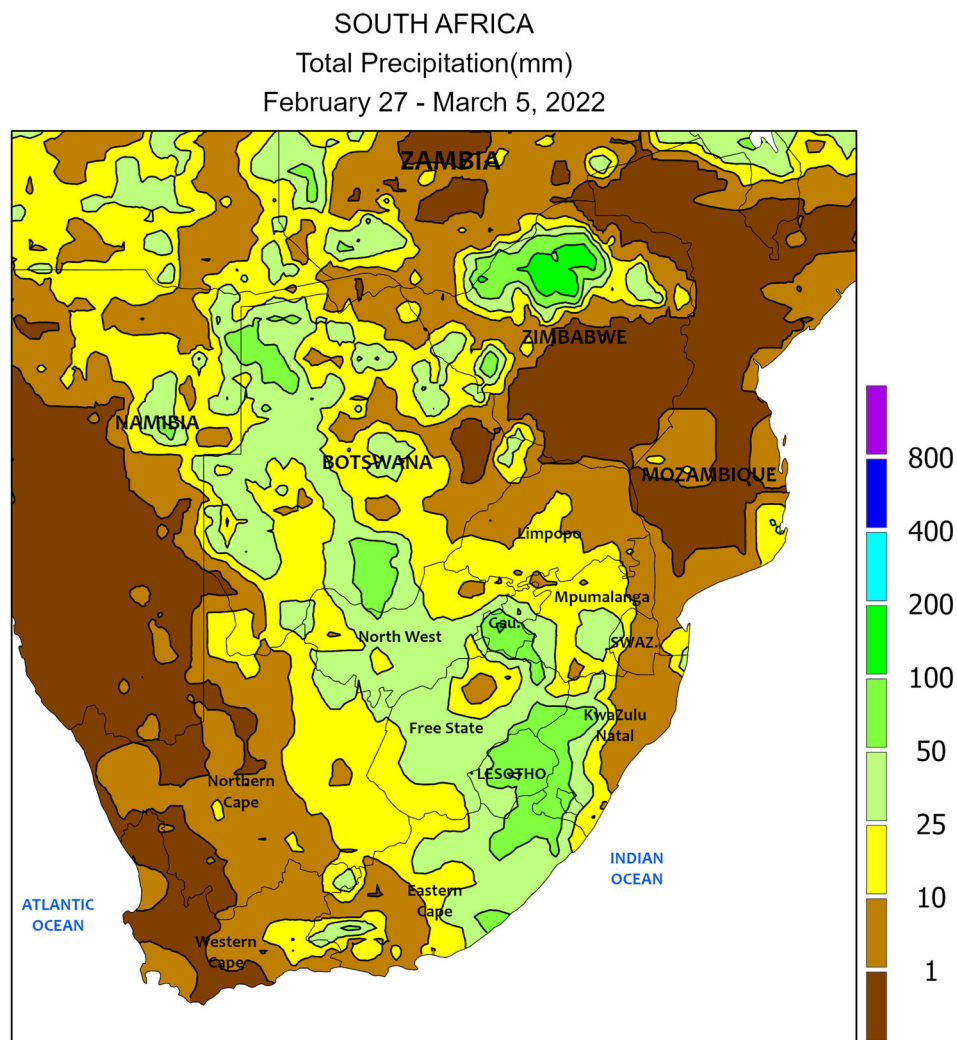 SOUTH AFRICA
Total Precipitation(mm)
February 27 - March 5, 2022
ZAMBIA
ZIMBABWE
NAMIBIA
BOTSWANA
MOZAMBIQUE
Limpopo
Mpumalanga
Gau.
North West
SWAZ.
KwaZulu
Natal
Free State
LESOTHO
Northern
Cape
INDIAN
OCEAN
Eastern
Cape
ATLANTIC
OCEAN
Western
Cape
800
400
200
100
50
25
10
1